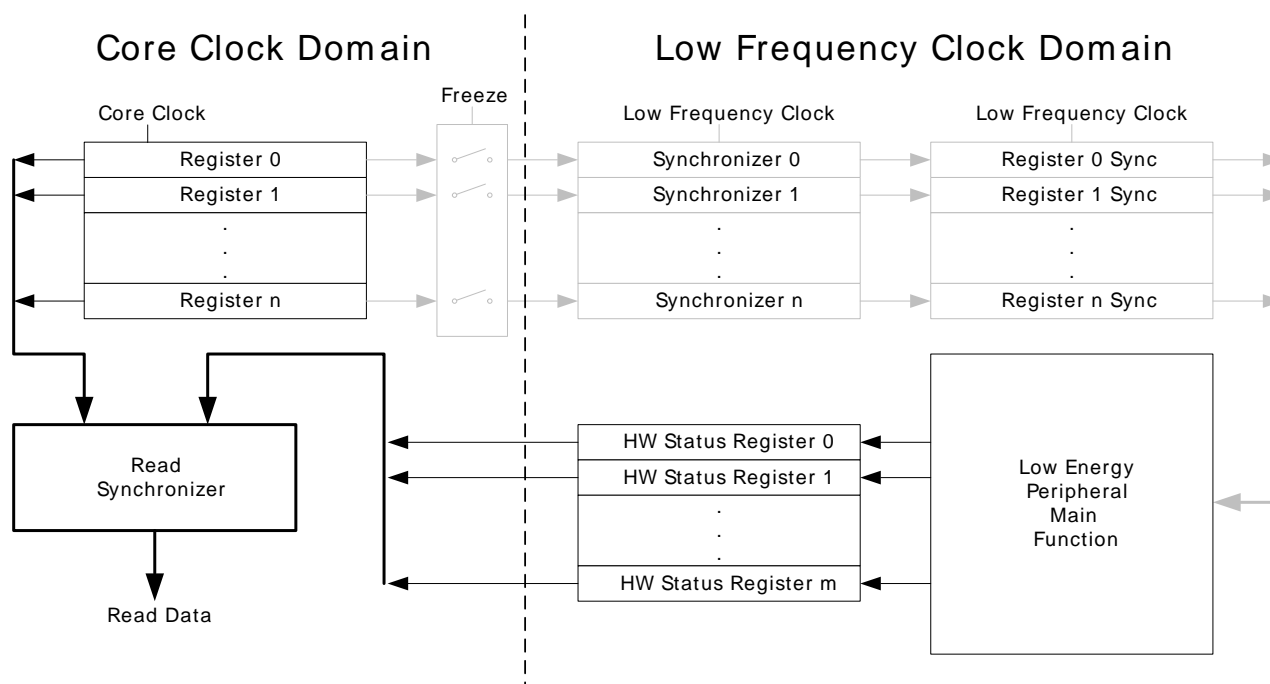 Core Clock Domain
Low Frequency Clock Domain
Freeze
Core Clock
Low Frequency Clock
Low Frequency Clock
Register 0
Synchronizer 0
Register 0 Sync
Register 1
Synchronizer 1
Register 1 Sync
.
.
.
.
.
.
.
.
.
Register n
Synchronizer n
Register n Sync
HW Status Register 0
HW Status Register 1
.
.
.
HW Status Register m
Read
Synchronizer
Low Energy
Peripheral
Main
Function
Read Data